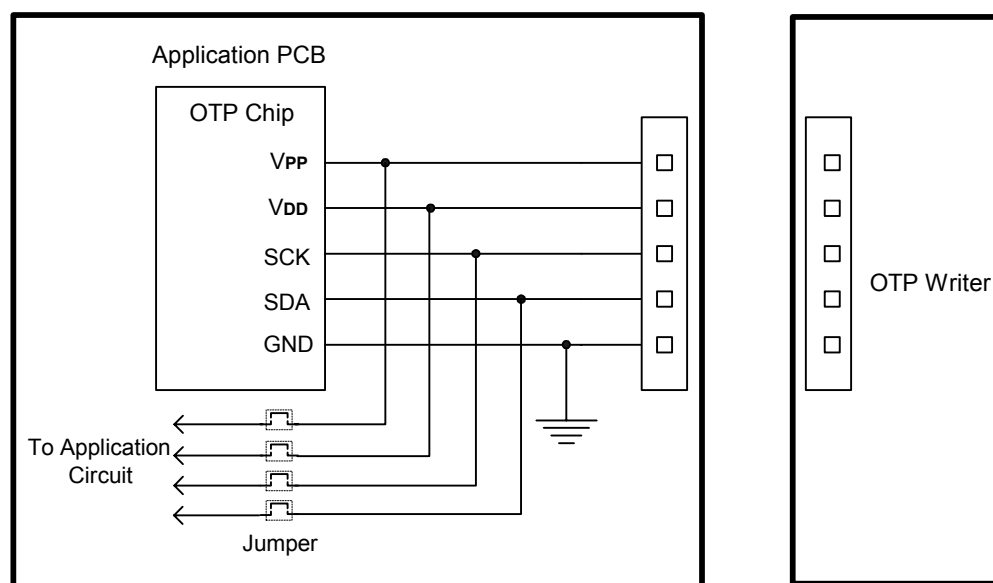 Application PCB
OTP Chip
VPP
VDD
SCK
SDA
GND
To Application
Circuit
Jumper
OTP Writer